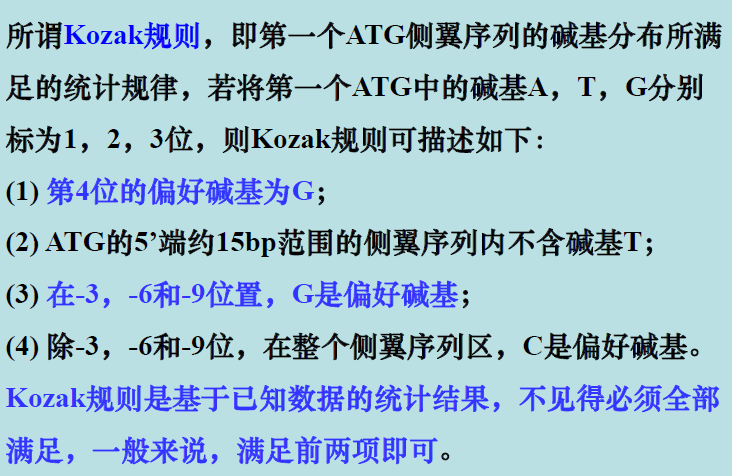 所谓Kozak规则，即第一个ATG侧翼序列的碱基分布所满
足的统计规律，若将第一个ATG中的碱基A，T，G分别
标为1，2，3位，则Kozak规则可描述如下：
(1) 第4位的偏好碱基为G；
(2) ATG的5’端约15bp范围的侧翼序列内不含碱基T；
(3) 在-3，-6和-9位置，G是偏好碱基；
(4) 除-3，-6和-9位，在整个侧翼序列区，C是偏好碱基。
Kozak规则是基于已知数据的统计结果，不见得必须全部
满足，一般来说，满足前两项即可。